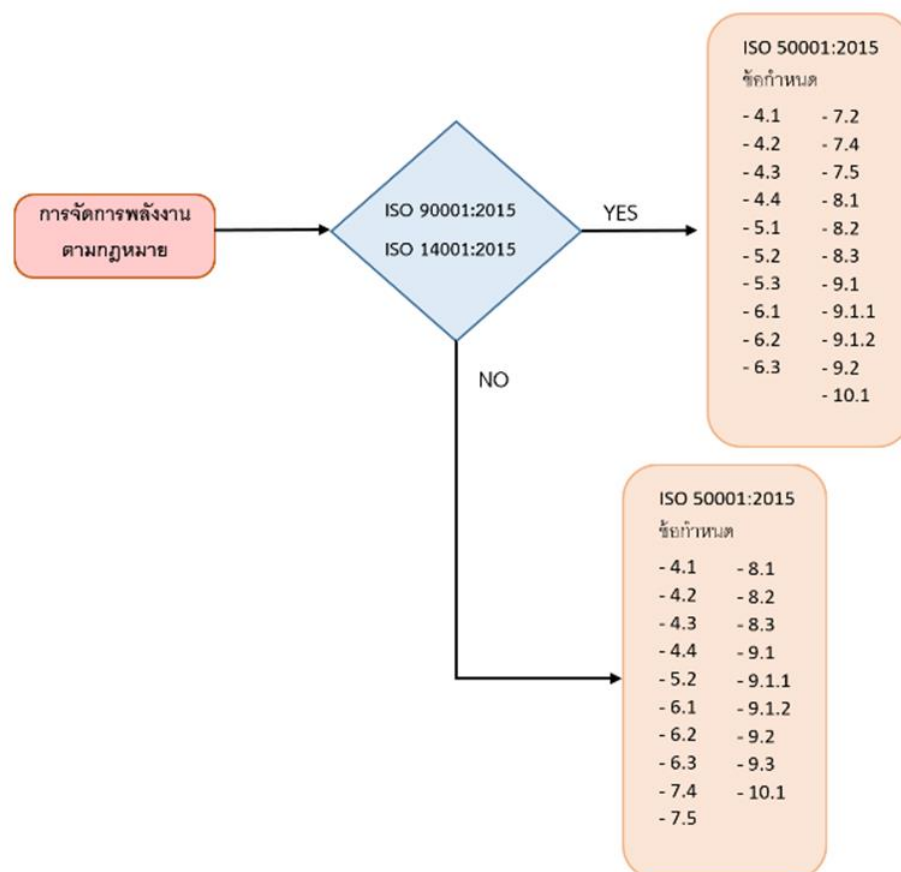 การจัดการพลังงาน
ตามกฎหมาย
ISO 90001:2015
ISO 14001:2015
YES
NO
ISO 50001:2015
ข้อกำหนด
- 4.1 - 7.2
- 4.2 - 7.4
- 4.3 - 7.5
- 4.4 - 8.1
- 5.1 - 8.2
- 5.2 - 8.3
- 5.3 - 9.1
- 6.1 - 9.1.1
- 6.2 - 9.1.2
- 6.3 - 9.2
- 10.1
ISO 50001:2015
ข้อกำหนด
- 4.1 - 8.1
- 4.2 - 8.2
- 4.3 - 8.3
- 4.4 - 9.1
- 5.2 - 9.1.1
- 6.1 - 9.1.2
- 6.2 - 9.2
- 6.3 - 9.3
- 7.4 - 10.1
- 7.5